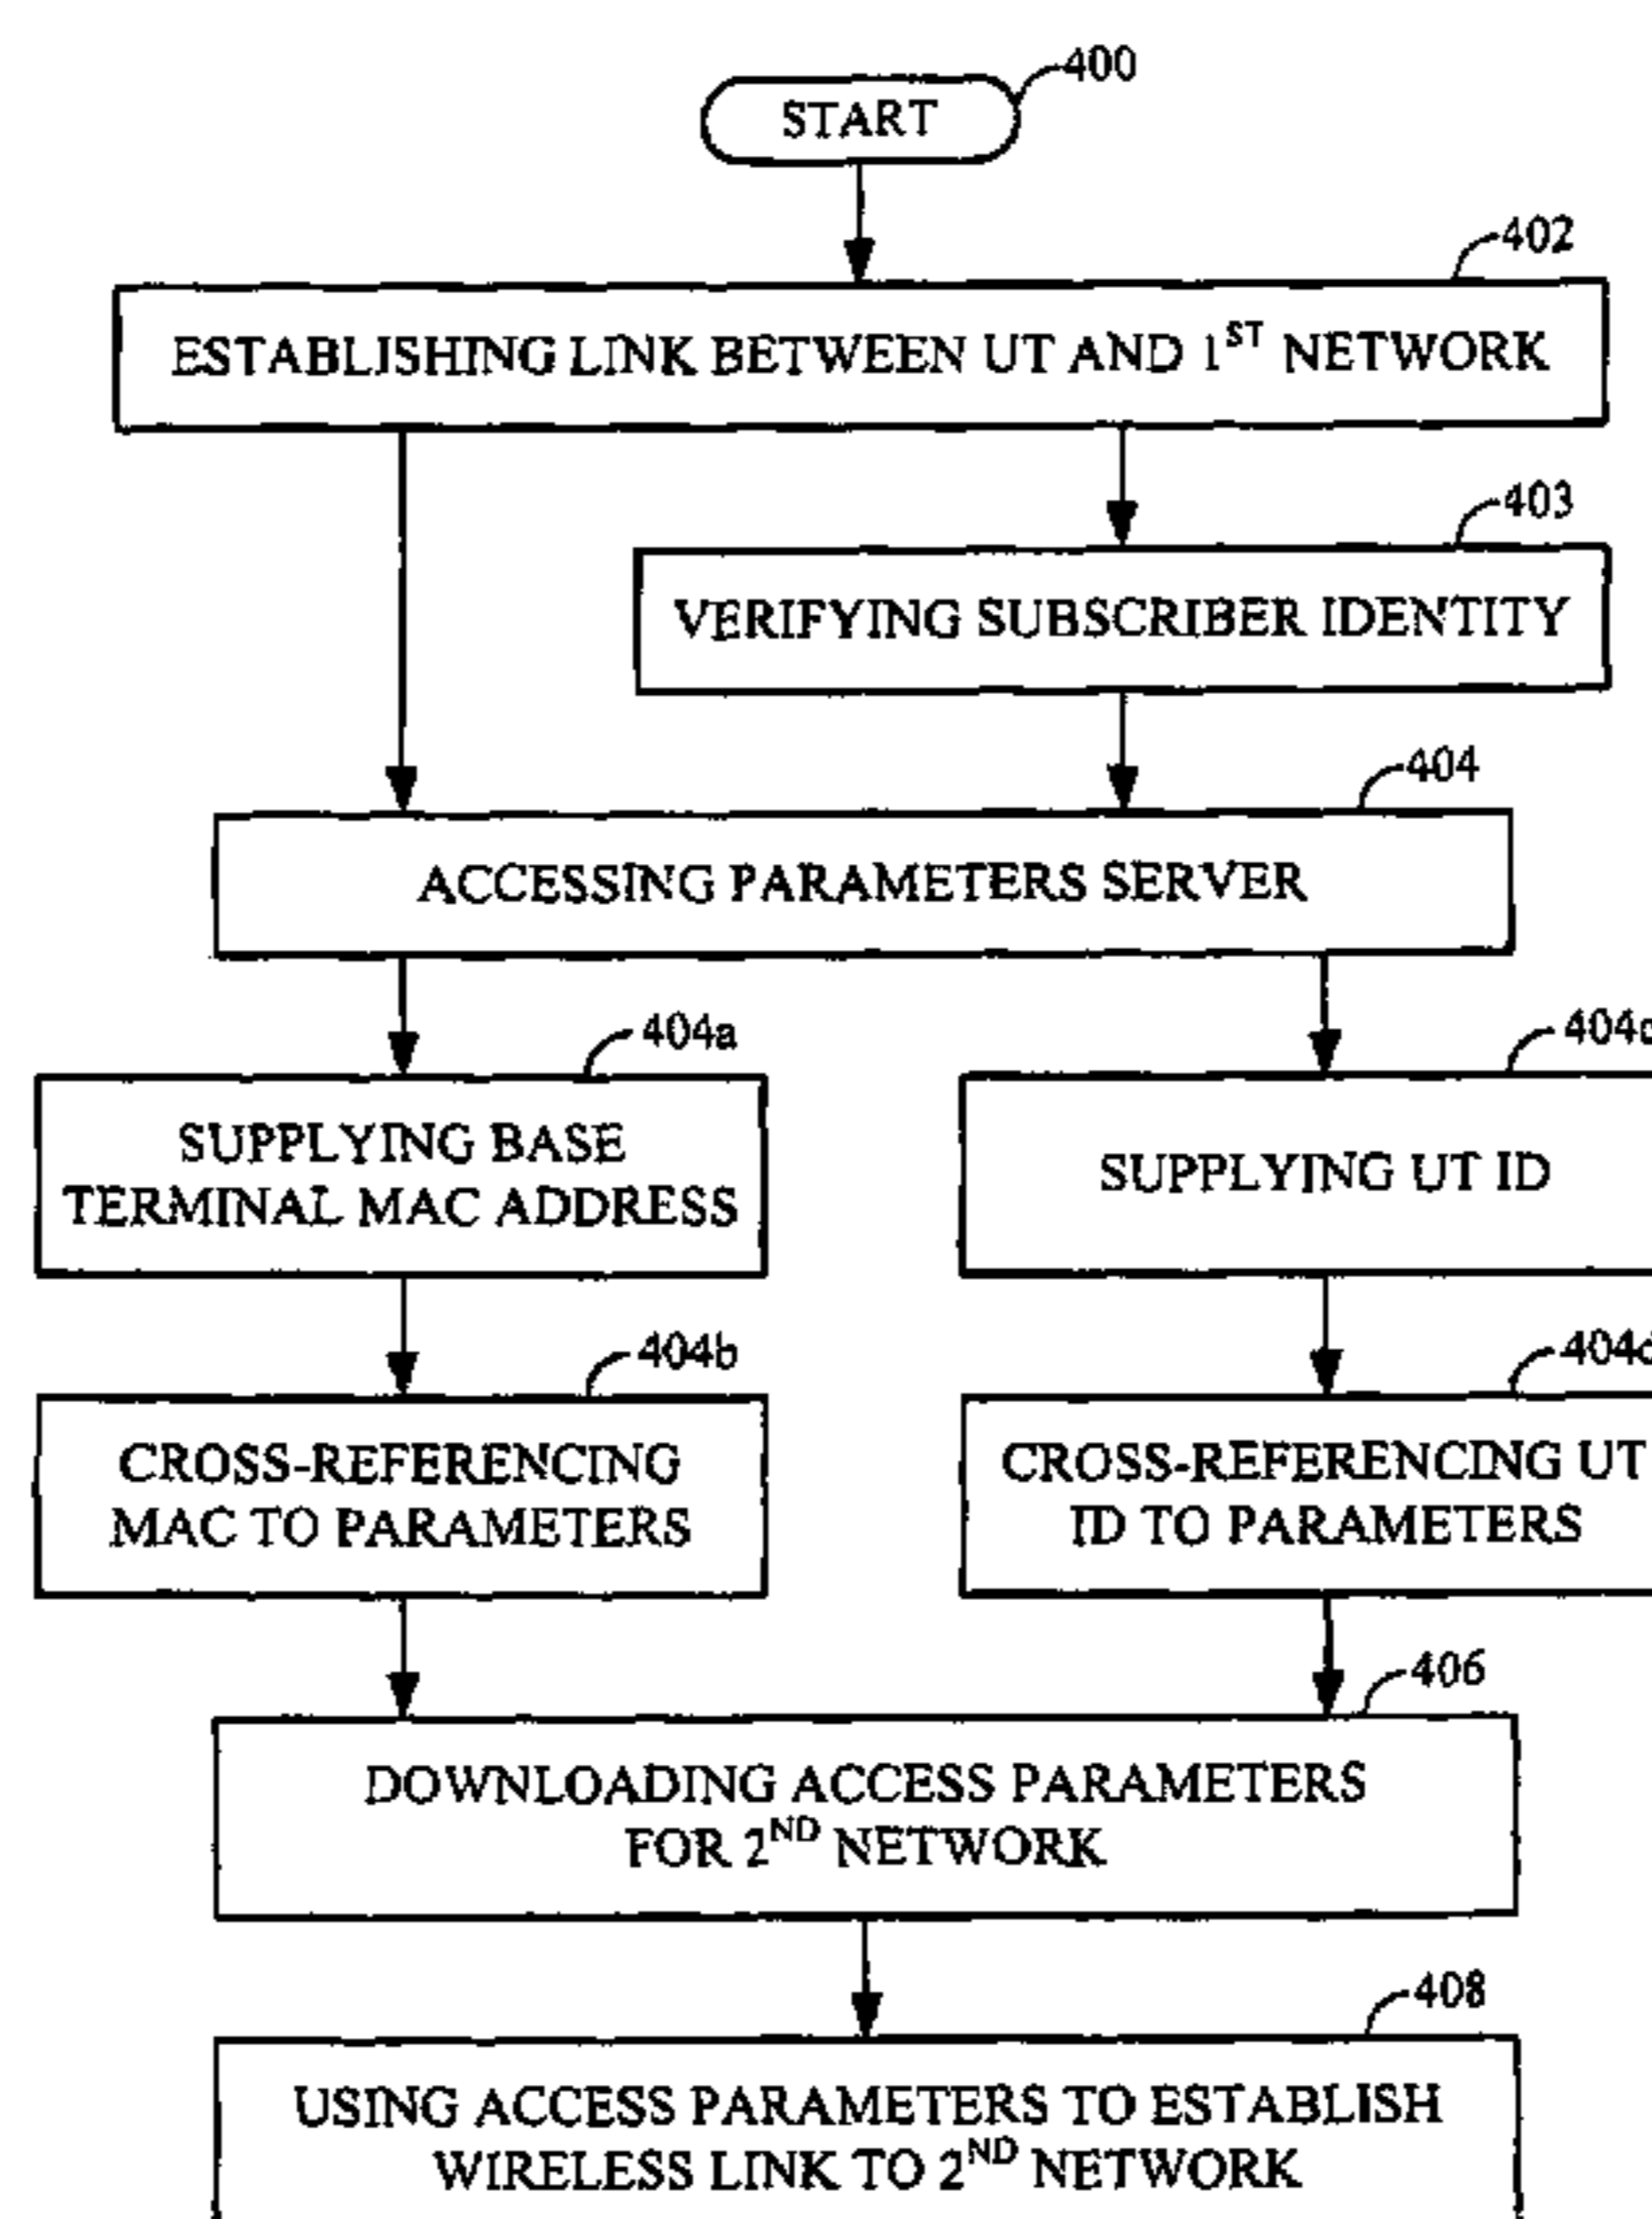 400
START
402
ESTABLISHING LINK BETWEEN UT AND 1ST NETWORK
403
VERIFYING SUBSCRIBER IDENTITY
404
ACCESSING PARAMETERS SERVER
404a
SUPPLYING BASE
TERMINAL MAC ADDRESS
SUPPLYING UT ID
404b
CROSS-REFERENCING
MAC TO PARAMETERS
CROSS-REFERENCING UT
ID TO PARAMETERS
406
DOWNLOADING ACCESS PARAMETERS
FOR 2ND NETWORK
408
USING ACCESS PARAMETERS TO ESTABLISH
WIRELESS LINK TO 2ND NETWORK